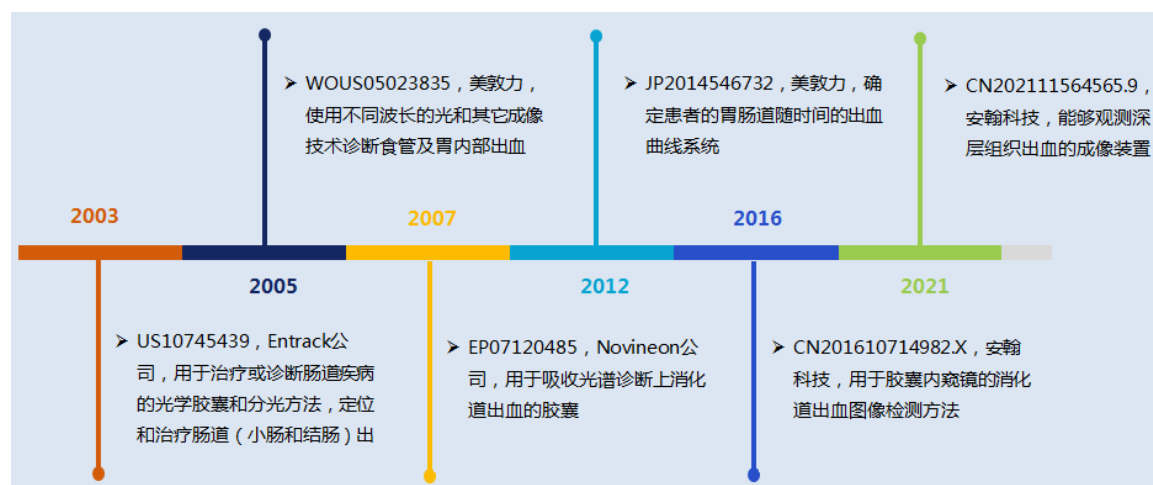 WOUS05023835，美敦力，
使用不同波长的光和其它成像
技术诊断食管及胃内部出血
JP2014546732，美敦力，确
定患者的胃肠道随时间的出血
曲线系统
CN202111564565.9，
安翰科技，能够观测深
层组织出血的成像装置
2003
2007
2016
2005
2012
2021
US10745439，Entrack公
司，用于治疗或诊断肠道疾病
的光学胶囊和分光方法，定位
和治疗肠道（小肠和结肠）出
EP07120485，Novineon公
司，用于吸收光谱诊断上消化
道出血的胶囊
CN201610714982.X，安翰
科技，用于胶囊内窥镜的消化
道出血图像检测方法